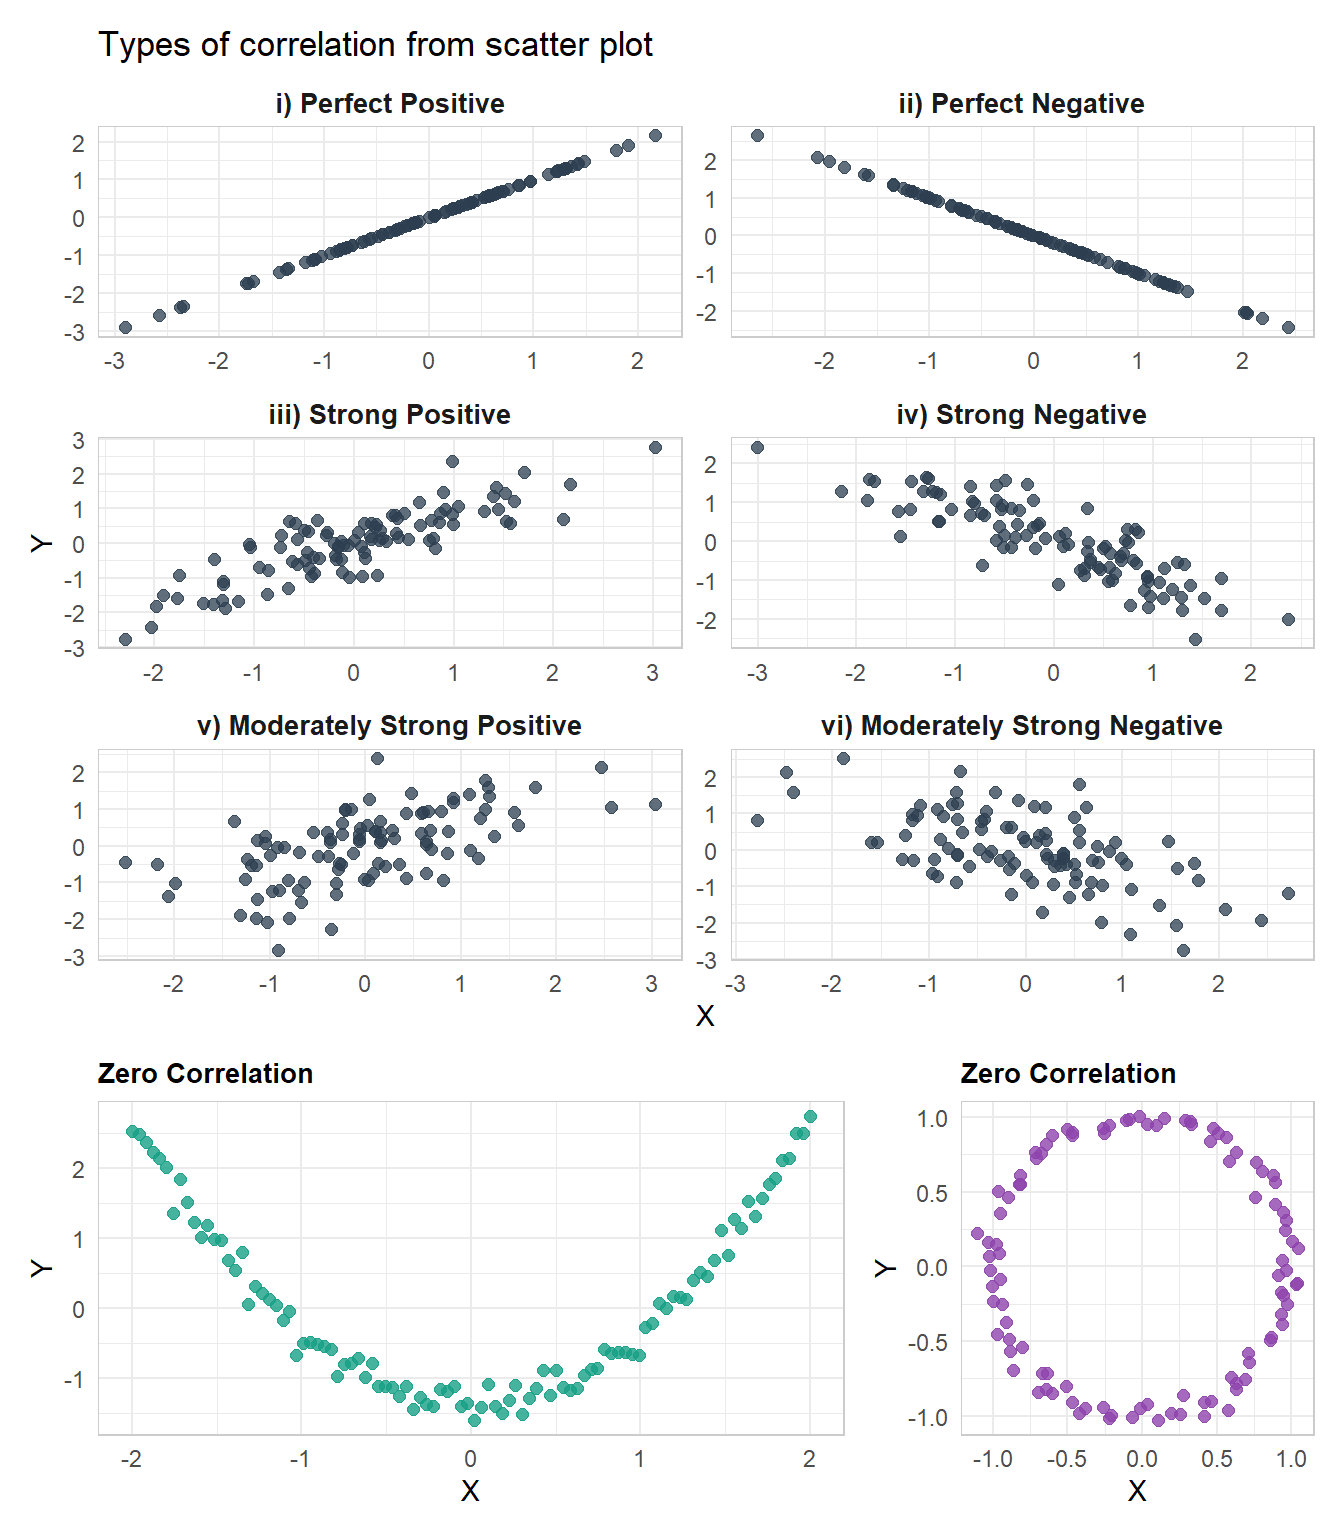 Types of correlation from scatter plot
i) Perfect Positive
ii) Perfect Negative
2
1
0
-1
-2
-3
-3 -2 -1 0 1 2
2
1
0
-1
-2
-2 -1 0 1 2
iii) Strong Positive
iv) Strong Negative
3
2
1
0
-1
-2
-3
-2 -1 0 1 2 3
2
1
0
-1
-2
-3 -2 -1 0 1 2
Y
v) Moderately Strong Positive
vi) Moderately Strong Negative
2
1
0
-1
-2
-3
-2 -1 0 1 2 3
2
1
0
-1
-2
-3
-3 -2 -1 0 1 2
X
Zero Correlation
2
1
0
-1
Y
-2 -1 0 1 2
X
Zero Correlation
1.0
0.5
0.0
-0.5
-1.0
Y
-1.0 -0.5 0.0 0.5 1.0
X